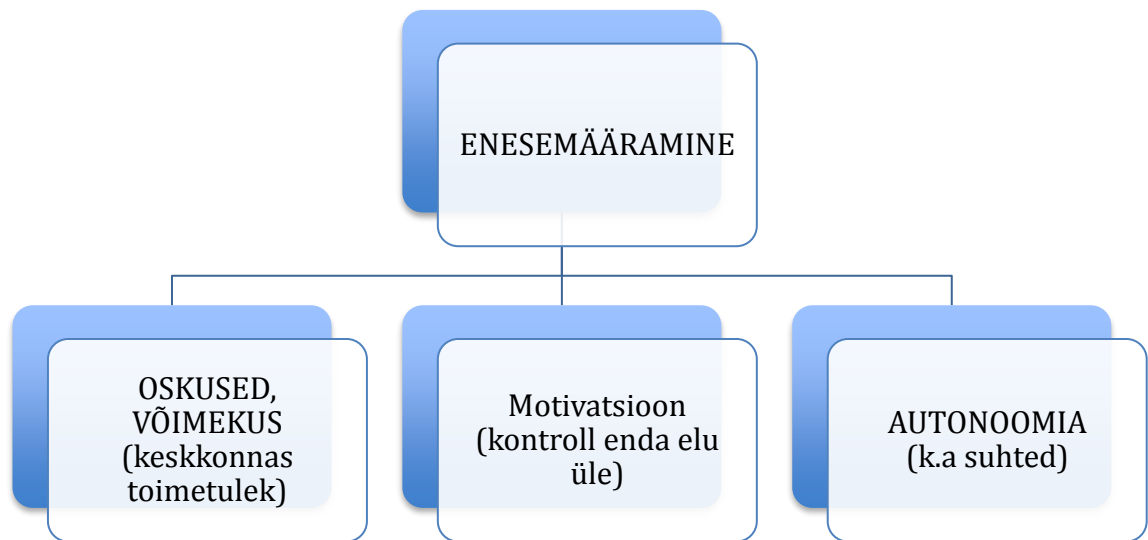 ENESEMÄÄRAMINE
OSKUSED,
VÕIMEKUS
(keskkonnas
toimetulek)
Motivatsioon
(kontroll enda elu
üle)
AUTONOOMIA
(k.a suhted)